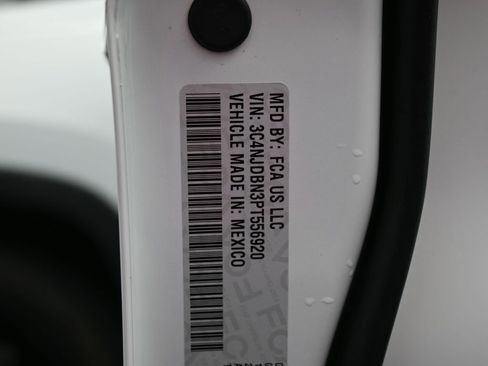 MFD BY: FCA US LLC
VIN: 3C4NJDBN3PT556920
VEHICLE MADE IN: MEXICO